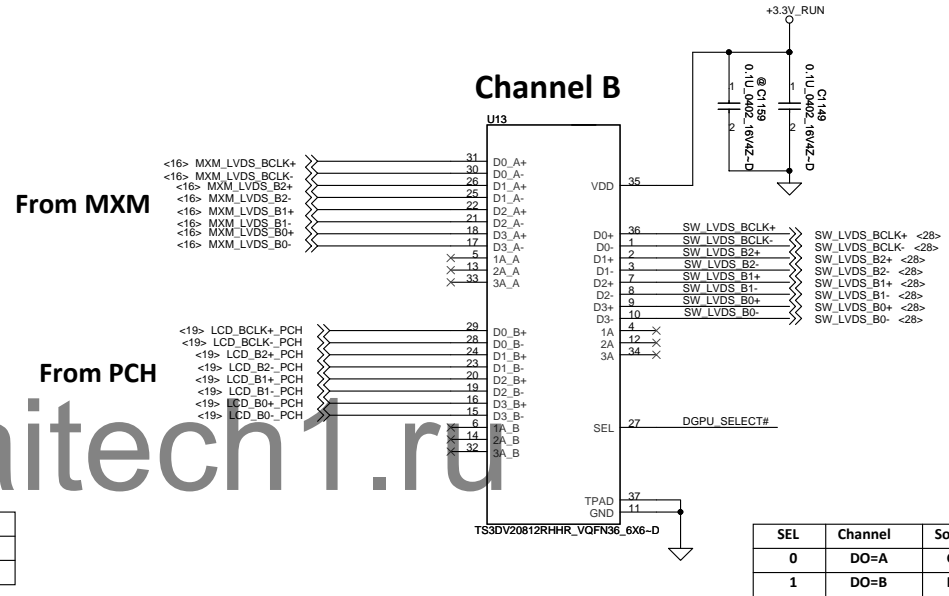 +3.3V_RUN
Channel B
0.1U_0402_16V4Z~D
@ C1159
1
2
0.1U_0402_16V4Z~D
C1149
1
2
U13
From MXM
<16> MXM_LVDS_BCLK+ 31 D0_A+
<16> MXM_LVDS_BCLK- 30 D0_A-
<16> MXM_LVDS_B2+ 26 D1_A+
<16> MXM_LVDS_B2- 25 D1_A-
<16> MXM_LVDS_B1+ 22 D2_A+
<16> MXM_LVDS_B1- 21 D2_A-
<16> MXM_LVDS_B0+ 18 D3_A+
<16> MXM_LVDS_B0- 17 D3_A-
5 1A_A
13 2A_A
33 3A_A
VDD 35
D0+ 36 SW_LVDS_BCLK+ SW_LVDS_BCLK+ <28>
D0- 1 SW_LVDS_BCLK- SW_LVDS_BCLK- <28>
D1+ 2 SW_LVDS_B2+ SW_LVDS_B2+ <28>
D1- 3 SW_LVDS_B2- SW_LVDS_B2- <28>
D2+ 7 SW_LVDS_B1+ SW_LVDS_B1+ <28>
D2- 8 SW_LVDS_B1- SW_LVDS_B1- <28>
D3+ 9 SW_LVDS_B0+ SW_LVDS_B0+ <28>
D3- 10 SW_LVDS_B0- SW_LVDS_B0- <28>
1A 4
2A 12
3A 34
From PCH
<19> LCD_BCLK+_PCH 29 D0_B+
<19> LCD_BCLK-_PCH 28 D0_B-
<19> LCD_B2+_PCH 24 D1_B+
<19> LCD_B2-_PCH 23 D1_B-
<19> LCD_B1+_PCH 20 D2_B+
<19> LCD_B1-_PCH 19 D2_B-
<19> LCD_B0+_PCH 16 D3_B+
<19> LCD_B0-_PCH 15 D3_B-
6 1A_B
14 2A_B
32 3A_B
SEL 27 DGPU_SELECT#
TPAD 37
GND 11
TS3DV20812RHHR_VQFN36_6X6~D
aitech1.ru
SEL Channel So
0 DO=A
1 DO=B